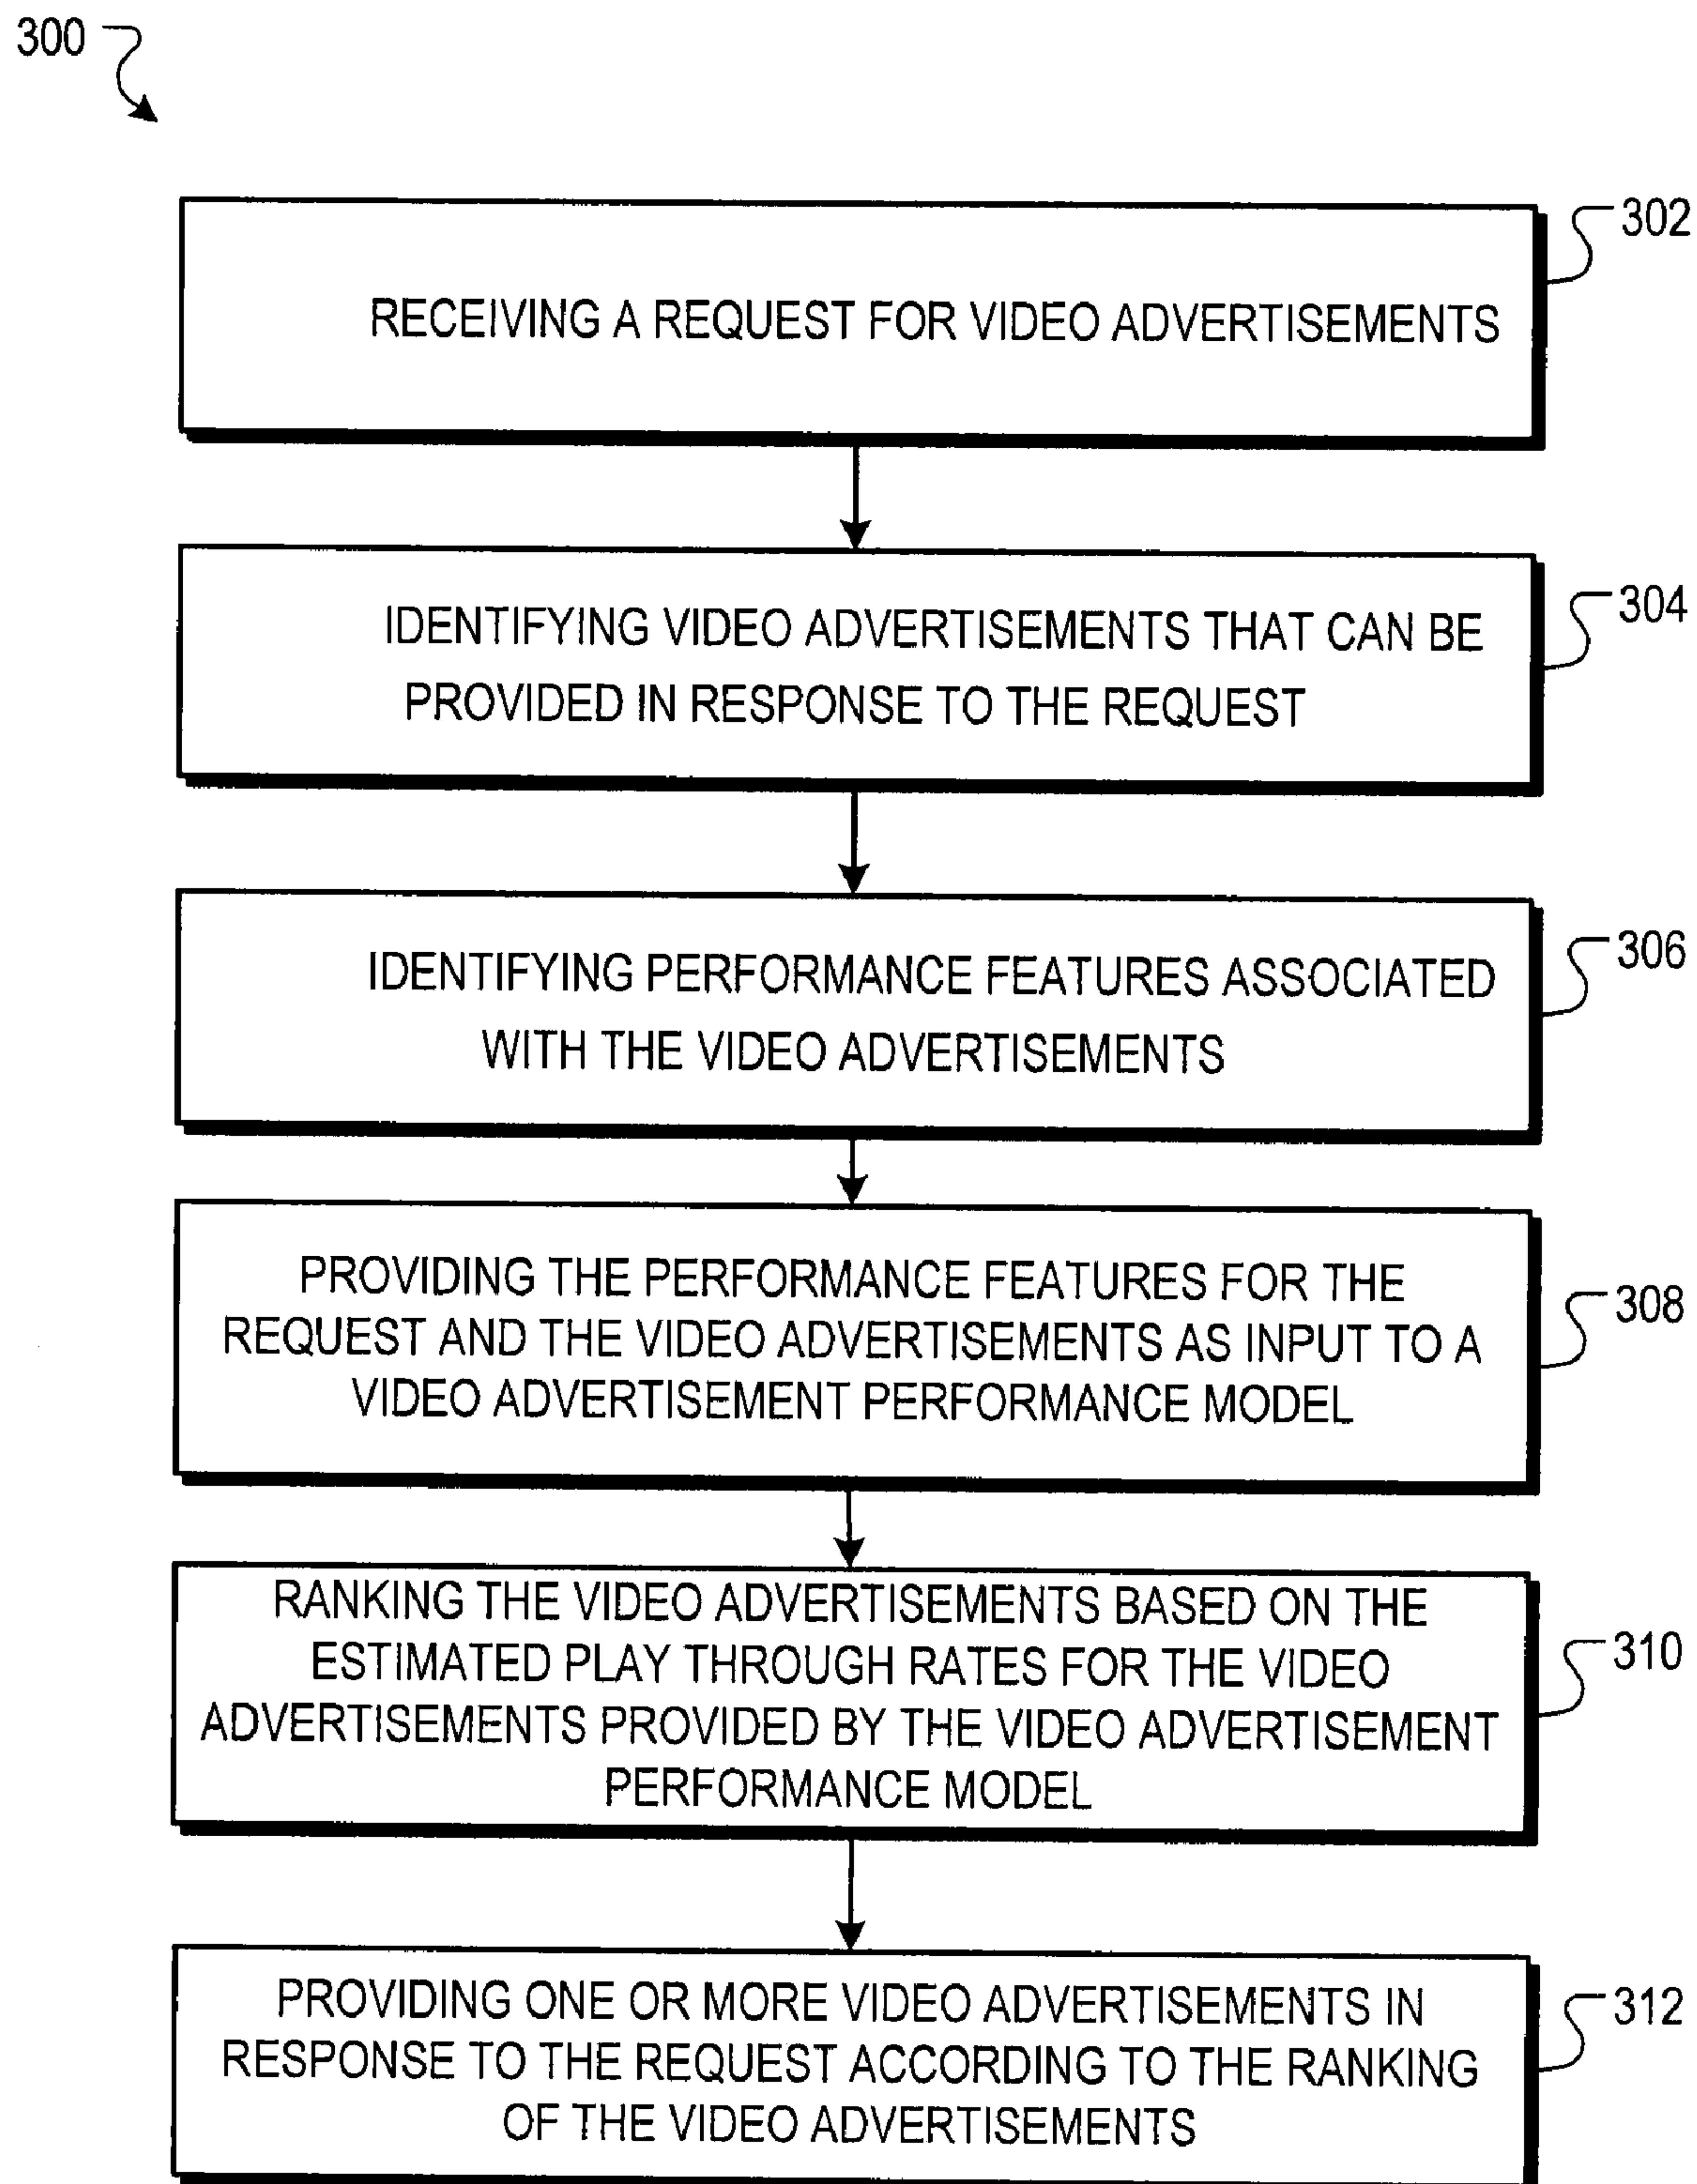 300
302
RECEIVING A REQUEST FOR VIDEO ADVERTISEMENTS
304
IDENTIFYING VIDEO ADVERTISEMENTS THAT CAN BE
PROVIDED IN RESPONSE TO THE REQUEST
306
IDENTIFYING PERFORMANCE FEATURES ASSOCIATED
WITH THE VIDEO ADVERTISEMENTS
308
PROVIDING THE PERFORMANCE FEATURES FOR THE
REQUEST AND THE VIDEO ADVERTISEMENTS AS INPUT TO A
VIDEO ADVERTISEMENT PERFORMANCE MODEL
310
RANKING THE VIDEO ADVERTISEMENTS BASED ON THE
ESTIMATED PLAY THROUGH RATES FOR THE VIDEO
ADVERTISEMENTS PROVIDED BY THE VIDEO ADVERTISEMENT
PERFORMANCE MODEL
312
PROVIDING ONE OR MORE VIDEO ADVERTISEMENTS IN
RESPONSE TO THE REQUEST ACCORDING TO THE RANKING
OF THE VIDEO ADVERTISEMENTS